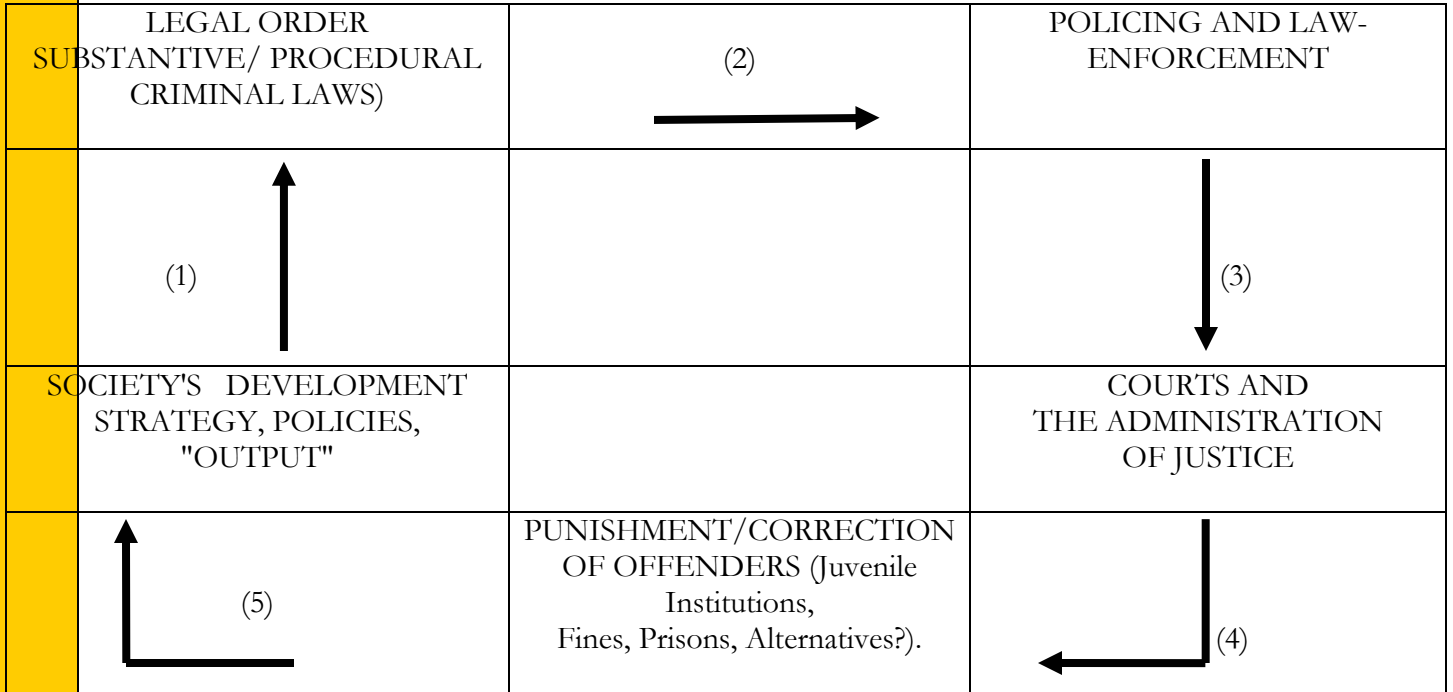 LEGAL ORDER
SUBSTANTIVE/ PROCEDURAL
CRIMINAL LAWS)
(2)
POLICING AND LAW-
ENFORCEMENT
(1)
(3)
SOCIETY'S DEVELOPMENT
STRATEGY, POLICIES,
"OUTPUT"
COURTS AND
THE ADMINISTRATION
OF JUSTICE
(5)
PUNISHMENT/CORRECTION
OF OFFENDERS (Juvenile
Institutions,
Fines, Prisons, Alternatives?).
(4)